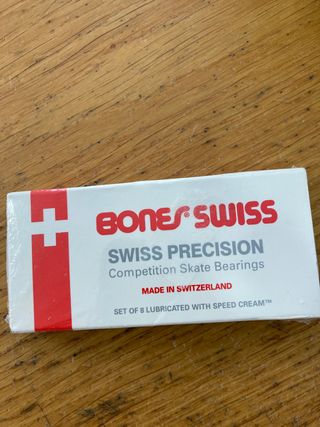 BONES SWISS
SWISS PRECISION
Competition Skate Bearings
MADE IN SWITZERLAND
SET OF 8 LUBRICATED WITH SPEED CREAM™